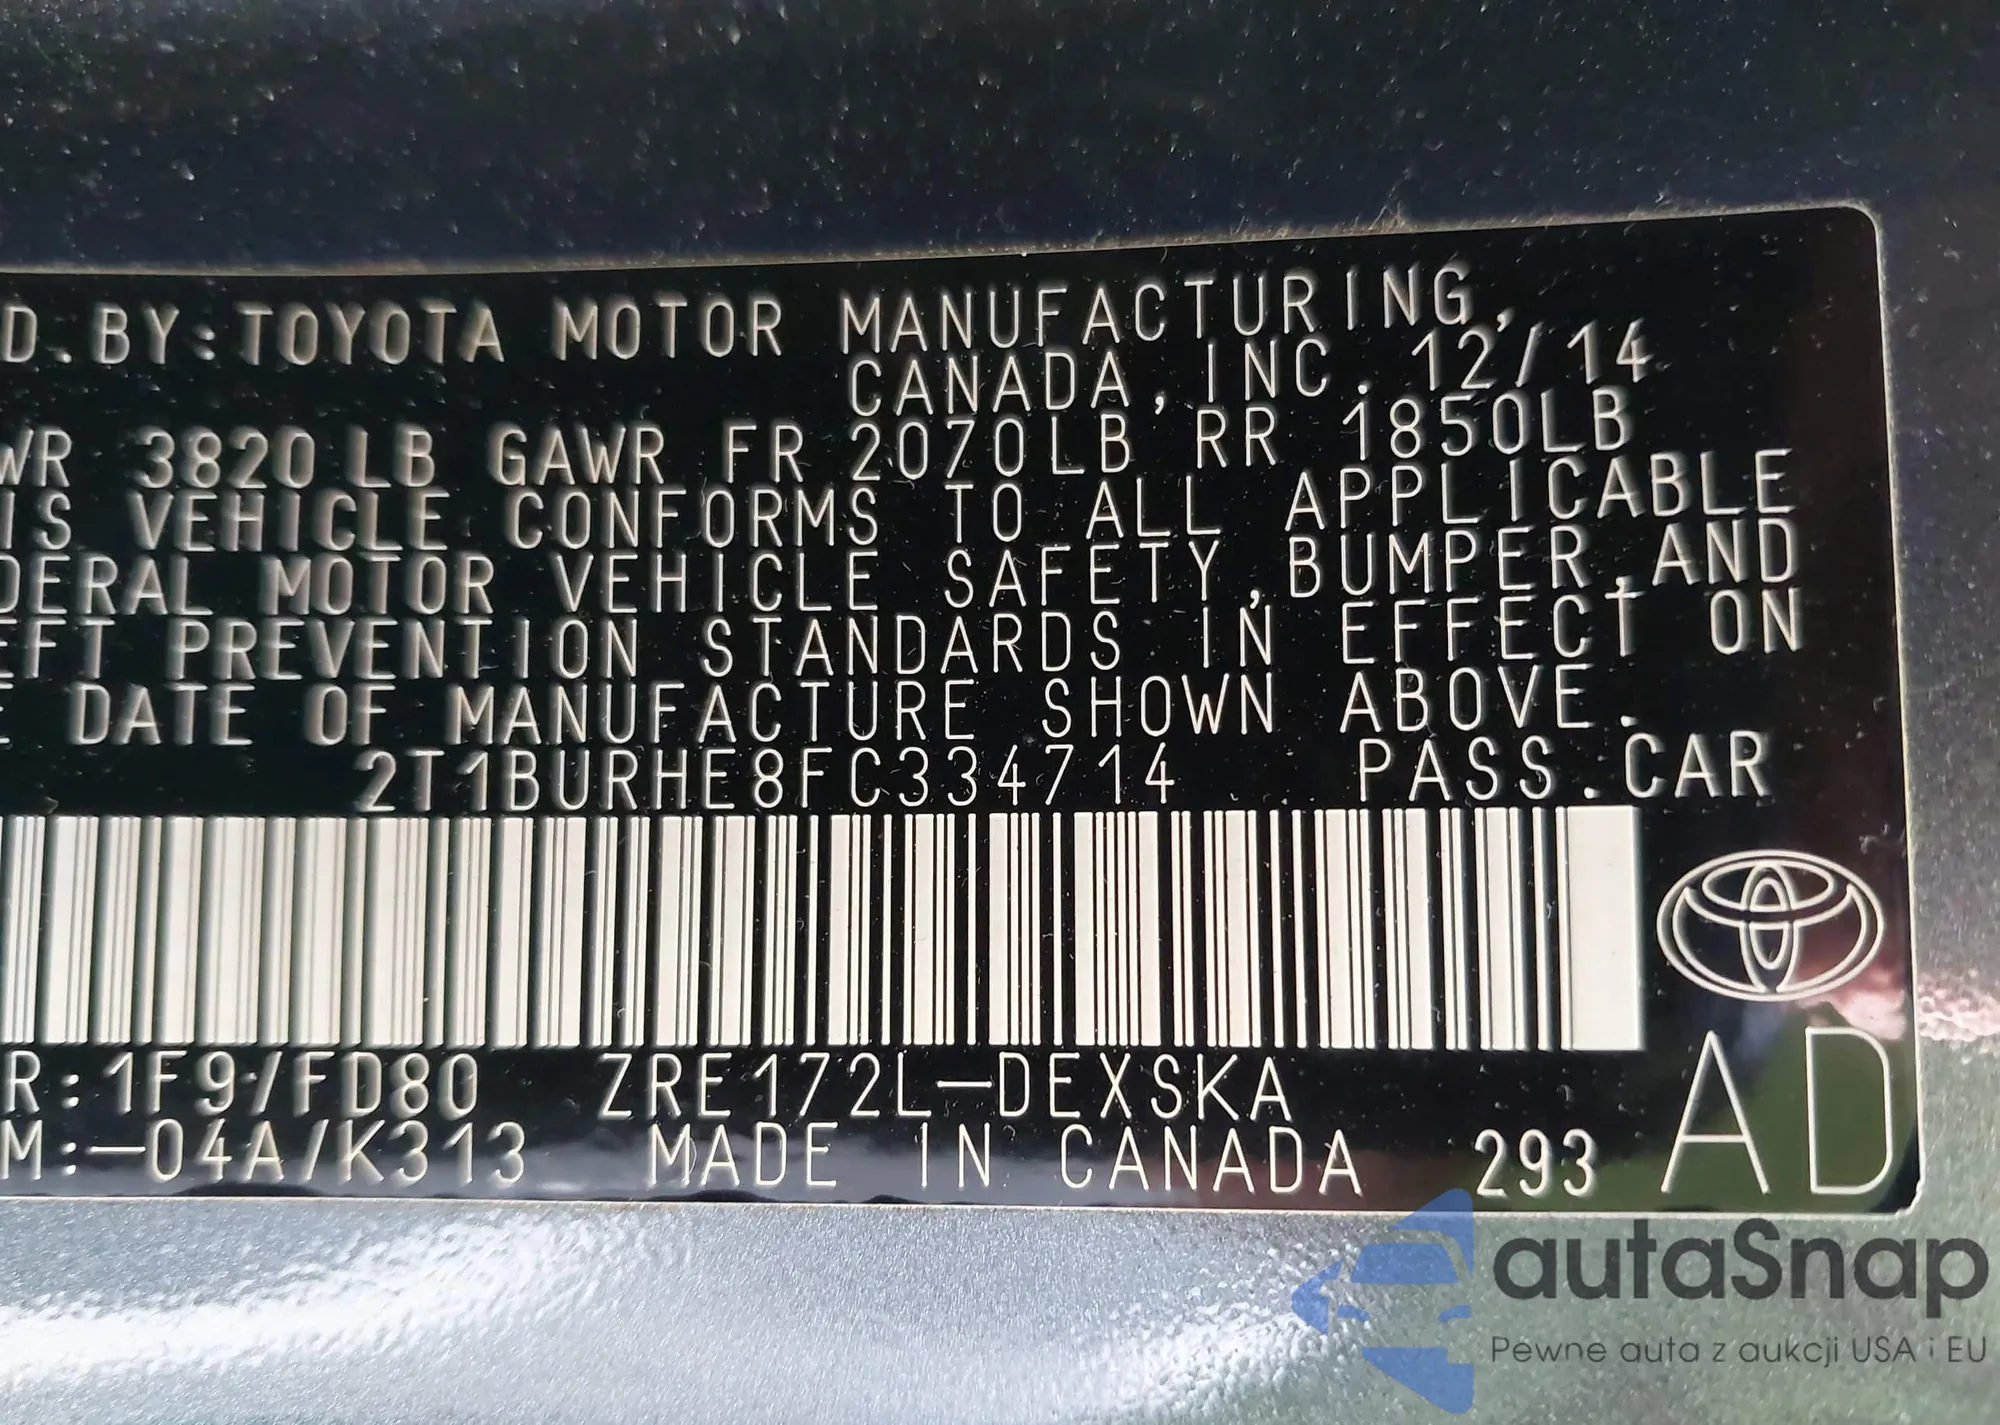 D. BY: TOYOTA MOTOR MANUFACTURING,
CANADA, INC. 12/14
WR 3820LB GAWR FR 2070LB RR 1850LB
IS VEHICLE CONFORMS TO ALL APPLICABLE
DERAL MOTOR VEHICLE SAFETY, BUMPER, AND
EFT PREVENTION STANDARDS IN EFFECT ON
E DATE OF MANUFACTURE SHOWN ABOVE.
2T1BURHE8FC334714 PASS.CAR
R:1F9/FD80 ZRE172L-DEXSKA
M:-04A/K313 MADE IN CANADA 293 AD
autaSnap
Pewne auta z aukcji USA i EU